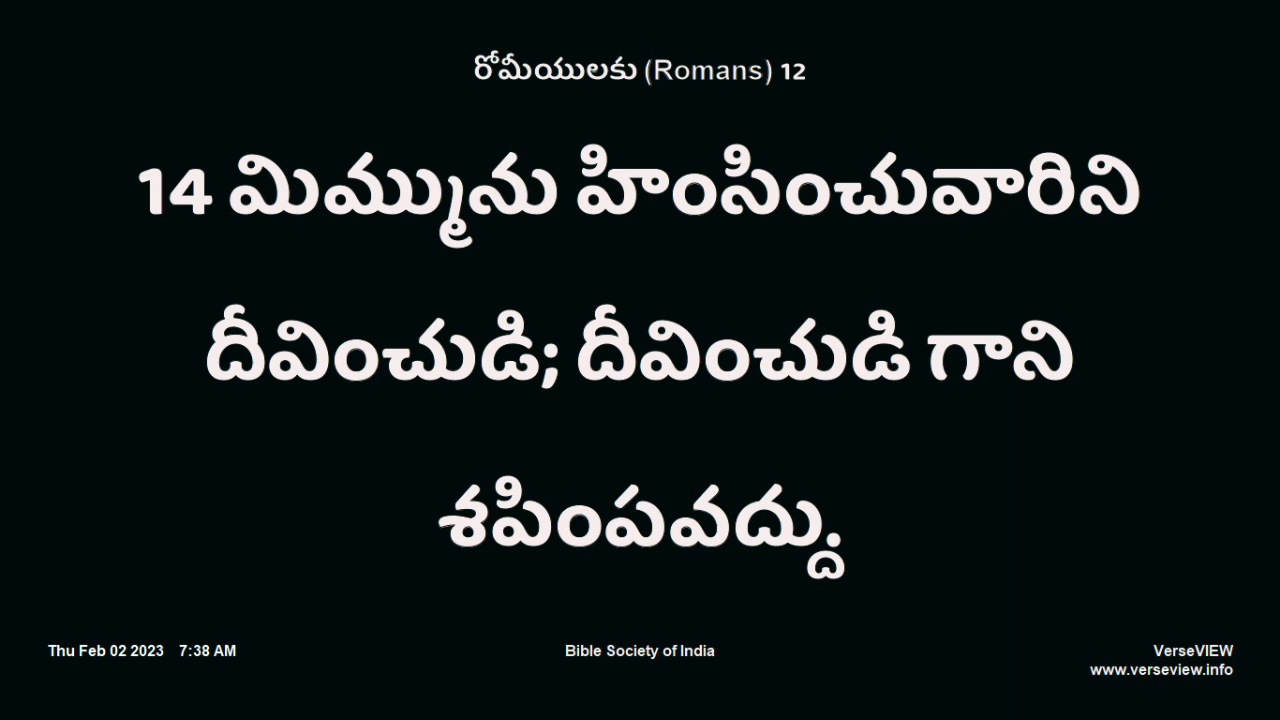 రోమీయులకు (Romans) 12
14 మిమ్మును హింసించువారిని
దీవించుడి; దీవించుడి గాని
శపింపవద్దు.
Thu Feb 02 2023 7:38 AM
Bible Society of India
VerseVIEW
www.verseview.info